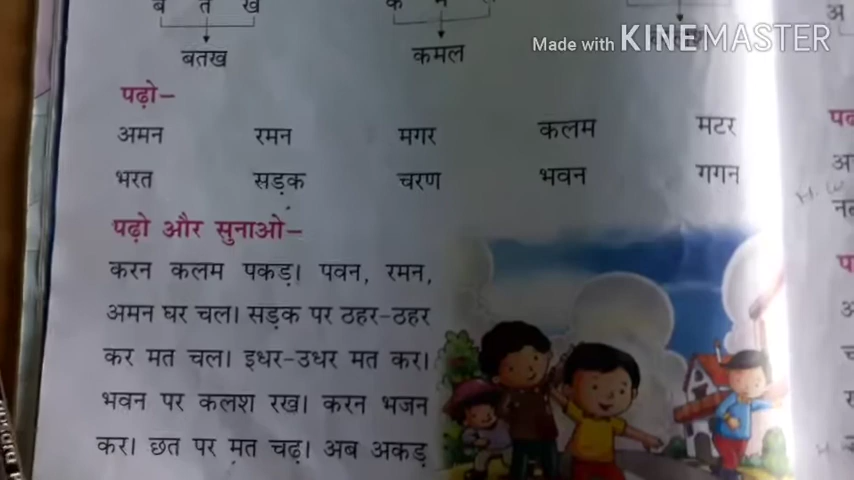 ब त ख
बतख
कमल
Made with KINEMASTER
पढ़ो–
अमन रमन मगर कलम मटर
भरत सड़क चरण भवन गगन
पढ़ो और सुनाओ–
करन कलम पकड़। पवन, रमन,
अमन घर चल। सड़क पर ठहर-ठहर
कर मत चल। इधर-उधर मत कर।
भवन पर कलश रख। करन भजन
कर। छत पर मत चढ़। अब अकड़
अ
H.W